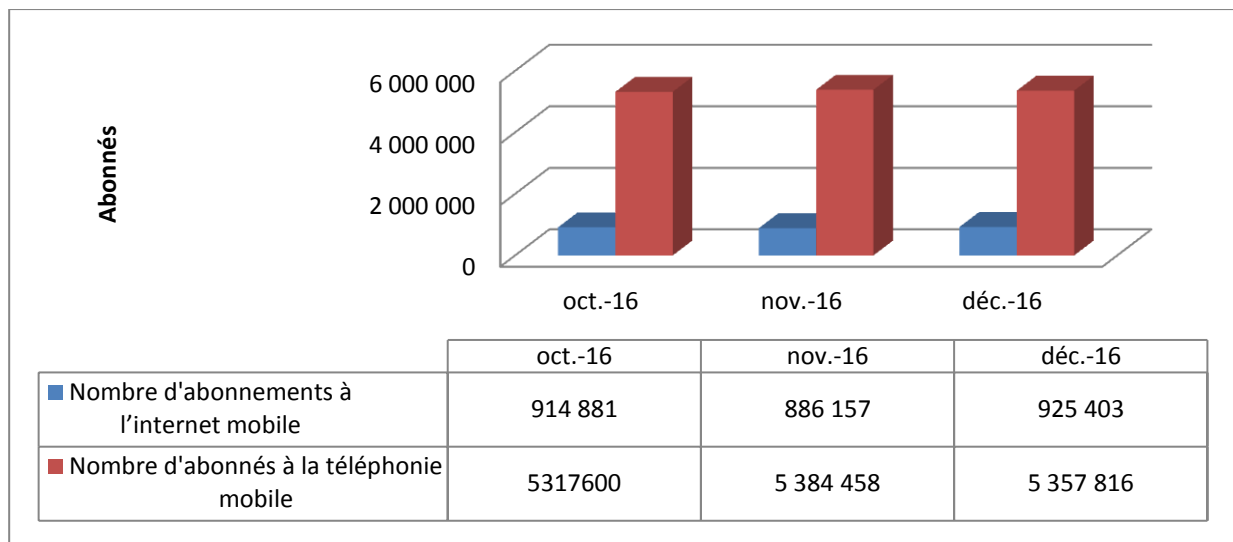 6 000 000
4 000 000
2 000 000
0
Abonnés
oct.-16 nov.-16 déc.-16
oct.-16 nov.-16 déc.-16
Nombre d'abonnements à
l’internet mobile
914 881 886 157 925 403
Nombre d'abonnés à la téléphonie
mobile
5317600 5 384 458 5 357 816